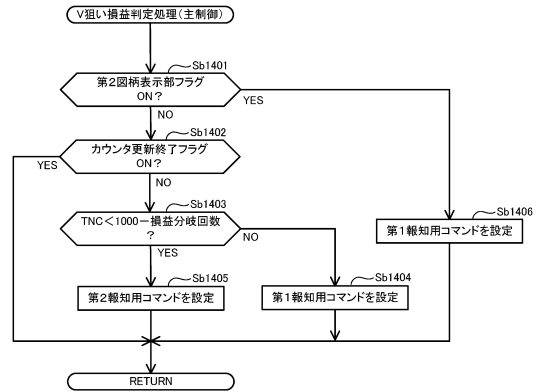 V狙い損益判定処理(主制御)
Sb1401
第2図柄表示部フラグ
ON?
YES
NO
Sb1402
カウンタ更新終了フラグ
ON?
YES
NO
Sb1403
TNC<1000-損益分岐回数
?
NO
YES
Sb1406
第1報知用コマンドを設定
Sb1405
第2報知用コマンドを設定
Sb1404
第1報知用コマンドを設定
RETURN